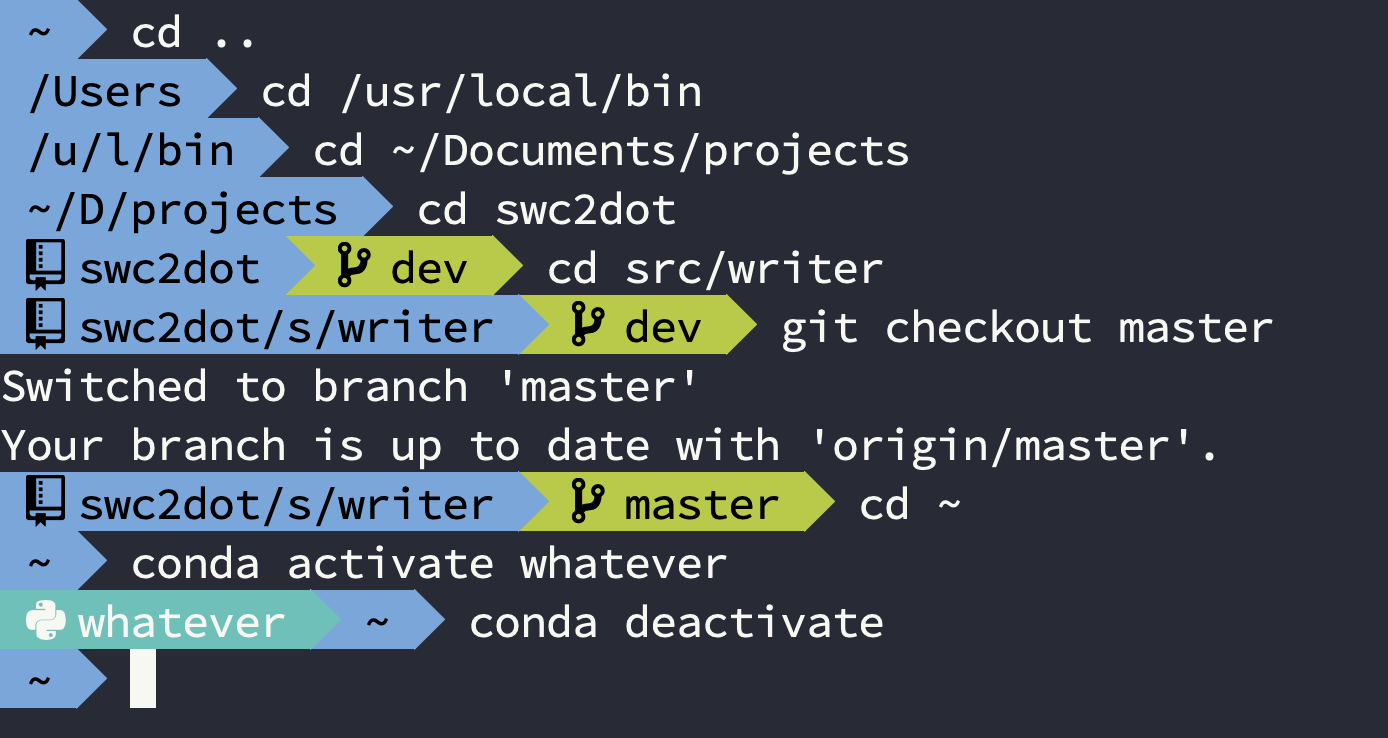 ~ cd ..
/Users cd /usr/local/bin
/u/l/bin cd ~/Documents/projects
~/D/projects cd swc2dot
swc2dot dev cd src/writer
swc2dot/s/writer dev git checkout master
Switched to branch 'master'
Your branch is up to date with 'origin/master'.
swc2dot/s/writer master cd ~
~ conda activate whatever
whatever ~ conda deactivate
~